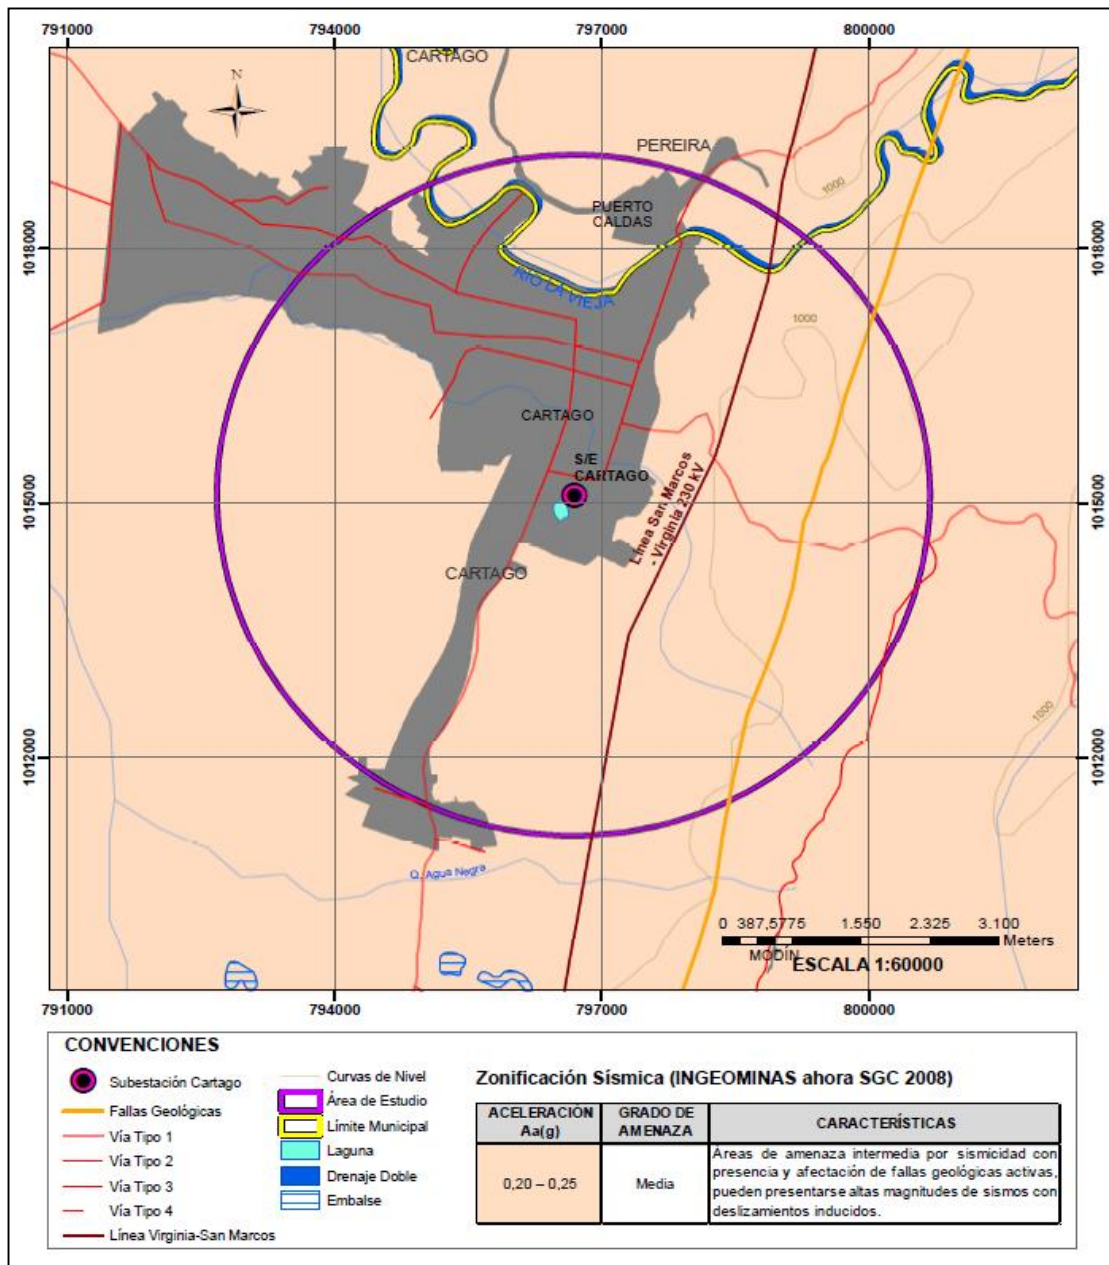 791000 794000 797000 800000
CARTAGO
N
PEREIRA
1000
PUERTO
CALDAS
1018000 1018000
RIO LA VIEJA
1000
CARTAGO
S/E
CARTAGO
Línea San Marcos
- Virginia 230 kV
1015000 1015000
CARTAGO
1000
1012000 1012000
Q. Agua Negra
0 387,5775 1.550 2.325 3.100
Meters
MODÍN
ESCALA 1:60000
791000 794000 797000 800000
CONVENCIONES
Subestación Cartago
Fallas Geológicas
Vía Tipo 1
Vía Tipo 2
Vía Tipo 3
Vía Tipo 4
Línea Virginia-San Marcos
Curvas de Nivel
Área de Estudio
Límite Municipal
Laguna
Drenaje Doble
Embalse
Zonificación Sísmica (INGEOMINAS ahora SGC 2008)
ACELERACIÓN GRADO DE CARACTERÍSTICAS
Aa(g) AMENAZA
0,20 – 0,25 Media
Áreas de amenaza intermedia por sismicidad con
presencia y afectación de fallas geológicas activas,
pueden presentarse altas magnitudes de sismos con
deslizamientos inducidos.